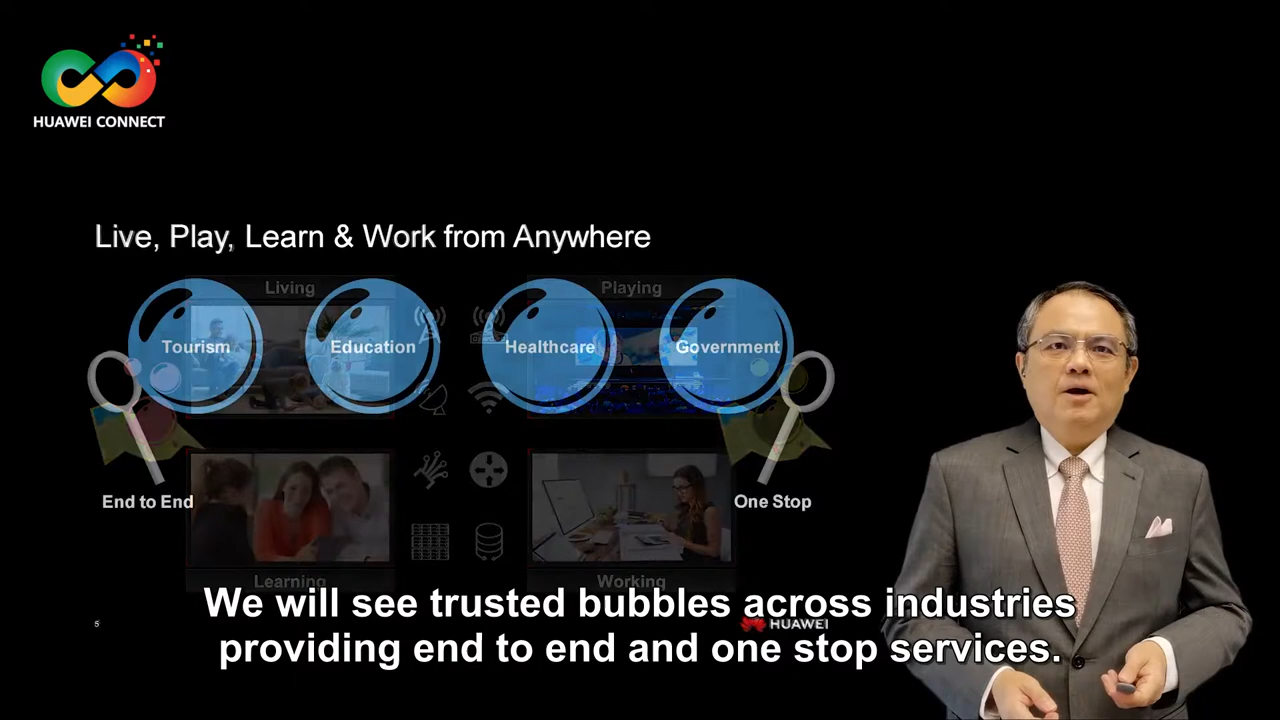 HUAWEI CONNECT
Live, Play, Learn & Work from Anywhere
Living
Playing
Tourism
Education
Healthcare
Government
End to End
One Stop
Learning
Working
We will see trusted bubbles across industries
providing end to end and one stop services.
5
HUAWEI